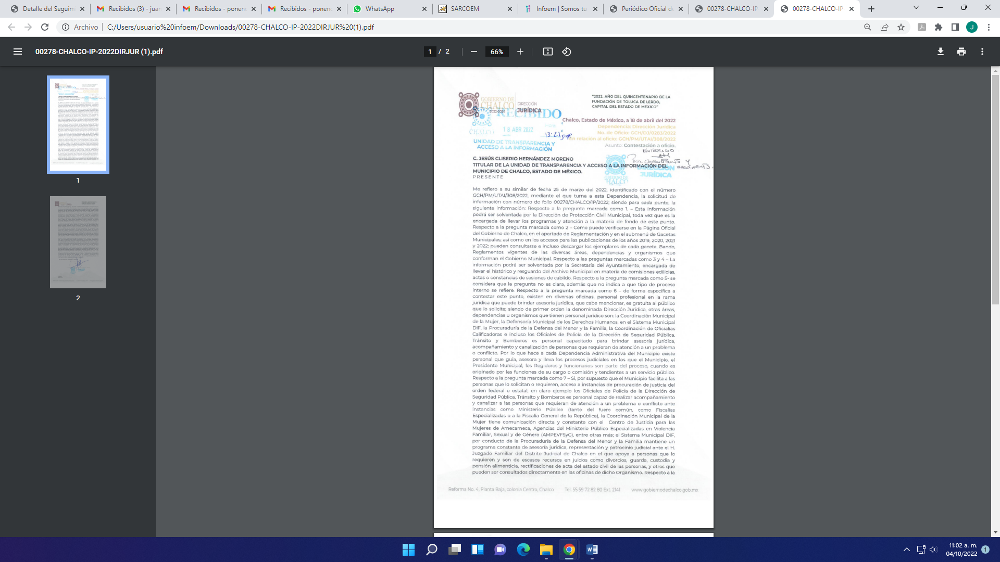 Detalle del Seguim
Recibidos (3) - juan
Recibidos - ponenc
Recibidos - ponenc
WhatsApp
SARCOEM
Infoem | Somos tu
Periódico Oficial de
00278-CHALCO-IP-
00278-CHALCO-IP-
Archivo
C:/Users/usuario%20infoem/Downloads/00278-CHALCO-IP-2022DIRJUR%20(1).pdf
J
00278-CHALCO-IP-2022DIRJUR (1).pdf
1 / 2
66%
1
2
GOBIERNO DE
CHALCO
2022-2024
DIRECCIÓN
JURÍDICA
"2022. AÑO DEL QUINCENTENARIO DE LA
FUNDACIÓN DE TOLUCA DE LERDO,
CAPITAL DEL ESTADO DE MÉXICO"
RECIBIDO
18 ABR 2022
13:21
CHALCO
UNIDAD DE TRANSPARENCIA Y
ACCESO A LA INFORMACIÓN
Chalco, Estado de México, a 18 de abril del 2022
Dependencia: Dirección Jurídica
No. de Oficio: GCH/DJ/0283/2022
En relación al oficio: GCH/PM/UTAI/308/2022
Asunto: Contestación a oficio.
ENTERADO
C. JESÚS CLISERIO HERNÁNDEZ MORENO
TITULAR DE LA UNIDAD DE TRANSPARENCIA Y ACCESO A LA INFORMACIÓN DEL
MUNICIPIO DE CHALCO, ESTADO DE MÉXICO.
PRESENTE
GOBIERNO DE
CHALCO
DIRECCIÓN
JURÍDICA
Me refiero a su similar de fecha 25 de marzo del 2022, identificado con el número
GCH/PM/UTAI/308/2022, mediante el que turna a esta Dependencia, la solicitud de
información con número de folio 00278/CHALCO/IP/2022; siendo para cada punto, la
siguiente información: Respecto a la pregunta marcada como 1. – Esta información
podrá ser solventada por la Dirección de Protección Civil Municipal, toda vez que es la
encargada de llevar los programas y atención a la materia de fondo de este punto.
Respecto a la pregunta marcada como 2 – Como puede verificarse en la Página Oficial
del Gobierno de Chalco, en el apartado de Reglamentación y en el submenú de Gacetas
Municipales; así como en los accesos para las publicaciones de los años 2019, 2020, 2021
y 2022; pueden consultarse e incluso descargar los ejemplares de cada gaceta, Bando,
Reglamentos vigentes de las diversas áreas, dependencias y organismos que
conforman el Gobierno Municipal. Respecto a las preguntas marcadas como 3 y 4 – La
información podrá ser solventada por la Secretaría del Ayuntamiento, encargada de
llevar el histórico y resguardo del Archivo Municipal en materia de comisiones edilicias,
actas o constancias de sesiones de cabildo. Respecto a la pregunta marcada como 5- se
considera que la pregunta no es clara, además que no indica a que tipo de proceso
interno se refiere. Respecto a la pregunta marcada como 6 – de forma específica a
contestar este punto, existen en diversas oficinas, personal profesional en la rama
jurídica que puede brindar asesoría jurídica, que cabe mencionar, es gratuita al público
que lo solicite; siendo de primer orden la denominada Dirección Jurídica, otras áreas,
dependencias u organismos que tienen personal jurídico son: la Coordinación Municipal
de la Mujer, la Defensoría Municipal de los Derechos Humanos, en el Sistema Municipal
DIF, la Procuraduría de la Defensa del Menor y la Familia, la Coordinación de Oficialías
Calificadoras e incluso los Oficiales de Policía de la Dirección de Seguridad Pública,
Tránsito y Bomberos es personal capacitado para brindar asesoría jurídica,
acompañamiento y canalización de personas que requieran de atención a un problema
o conflicto. Por lo que hace a cada Dependencia Administrativa del Municipio existe
personal que guía, asesora y lleva los procesos judiciales en los que el Municipio, el
Presidente Municipal, los Regidores y funcionarios son parte del proceso, cuando es
originado por las funciones de su cargo o comisión y tendientes a un servicio público.
Respecto a la pregunta marcada como 7 – Si, por supuesto que el Municipio facilita a las
personas que lo solicitan o requieren, acceso a instancias de procuración de justicia del
orden federal o estatal; en claro ejemplo los Oficiales de Policía de la Dirección de
Seguridad Pública, Tránsito y Bomberos es personal capaz de realizar acompañamiento
y canalizar a las personas que requieran de atención a un problema o conflicto ante
instancias como Ministerio Público (tanto del fuero común, como Fiscalías
Especializadas o a la Fiscalía General de la República), la Coordinación Municipal de la
Mujer tiene comunicación directa y constante con el Centro de Justicia para las
Mujeres de Amecameca, Agencias del Ministerio Público Especializadas en Violencia
Familiar, Sexual y de Género (AMPEVFSyG), entre otras más; el Sistema Municipal DIF,
por conducto de la Procuraduría de la Defensa del Menor y la Familia mantiene un
programa constante de asesoría jurídica, representación y patrocinio judicial ante el H.
Juzgado Familiar del Distrito Judicial de Chalco en el que apoya a personas que lo
requieren y son de escasos recursos en juicios como divorcios, guarda, custodia y
pensión alimenticia, rectificaciones de acta del estado civil de las personas, y otros que
pueden ser consultados directamente en las oficinas de dicho Organismo. Respecto a la
Reforma No. 4, Planta Baja, colonia Centro, Chalco Tel. 55 59 72 82 80 Ext. 2141 www.gobiernodechalco.gob.mx
11:02 a. m.
04/10/2022
1